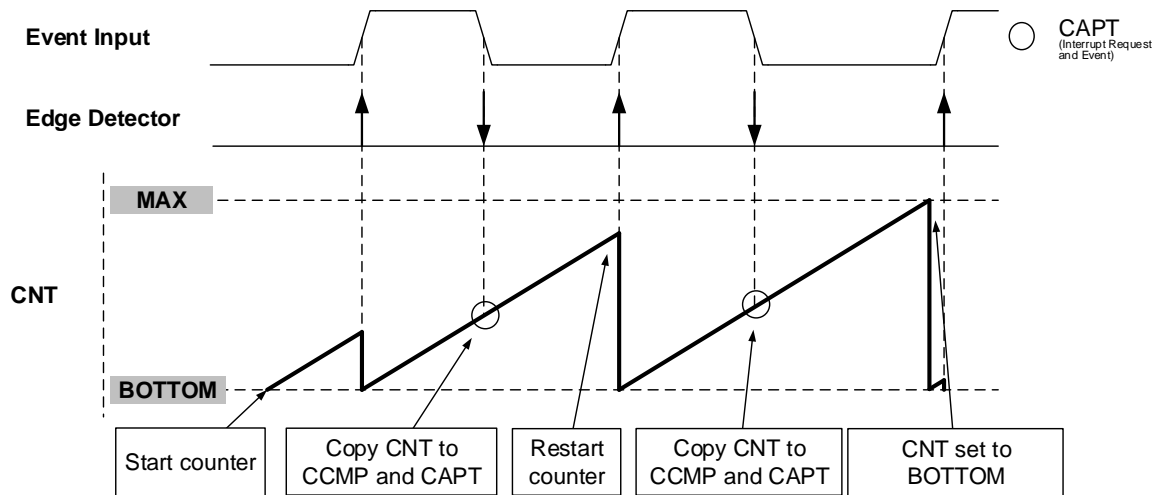 Event Input
CAPT
(Interrupt Request
and Event)
Edge Detector
MAX
CNT
BOTTOM
Start counter
Copy CNT to
CCMP and CAPT
Restart
counter
Copy CNT to
CCMP and CAPT
CNT set to
BOTTOM